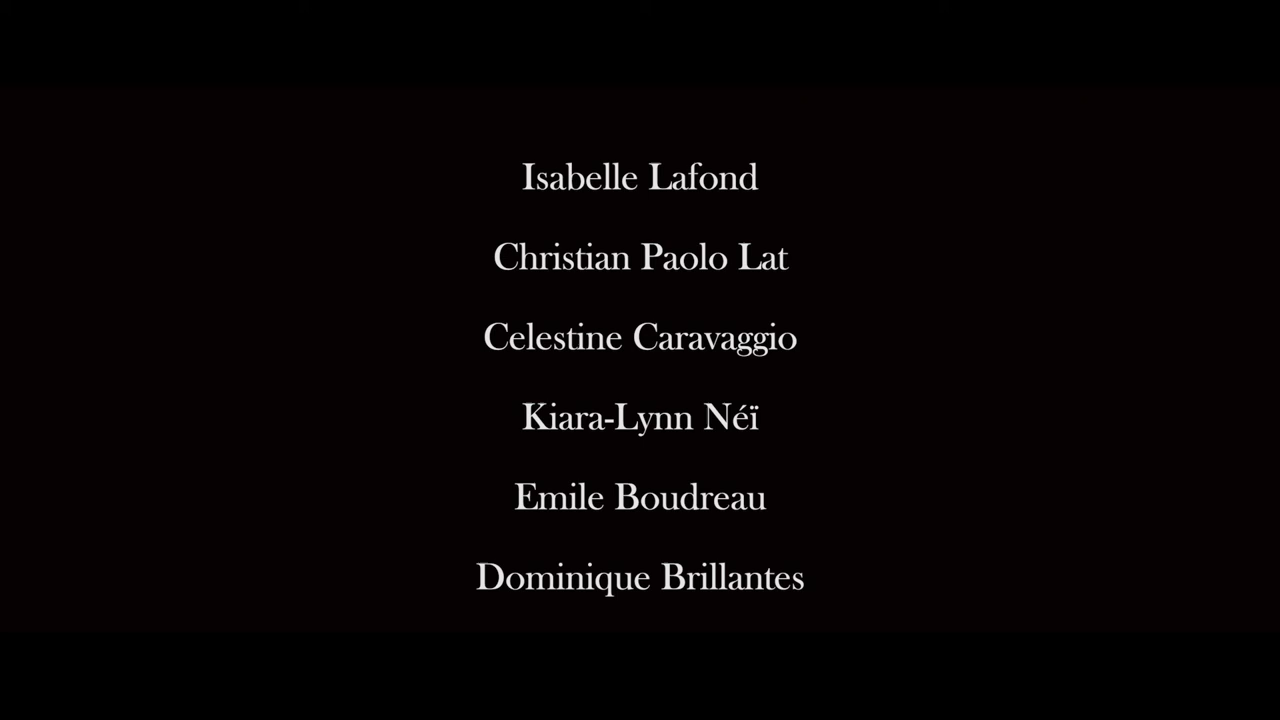 Isabelle Lafond
Christian Paolo Lat
Celestine Caravaggio
Kiara-Lynn Néï
Emile Boudreau
Dominique Brillantes